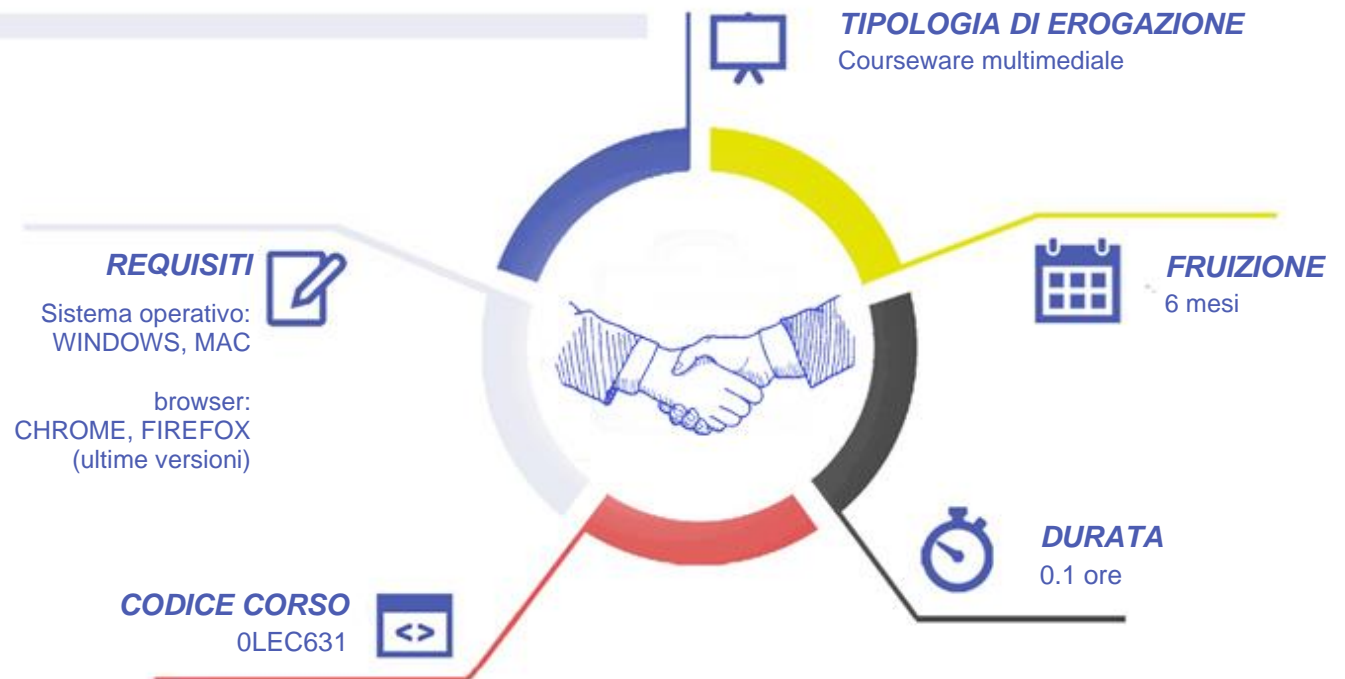 TIPOLOGIA DI EROGAZIONE
Courseware multimediale
REQUISITI
Sistema operativo:
WINDOWS, MAC
browser:
CHROME, FIREFOX
(ultime versioni)
FRUIZIONE
6 mesi
DURATA
0.1 ore
CODICE CORSO
0LEC631